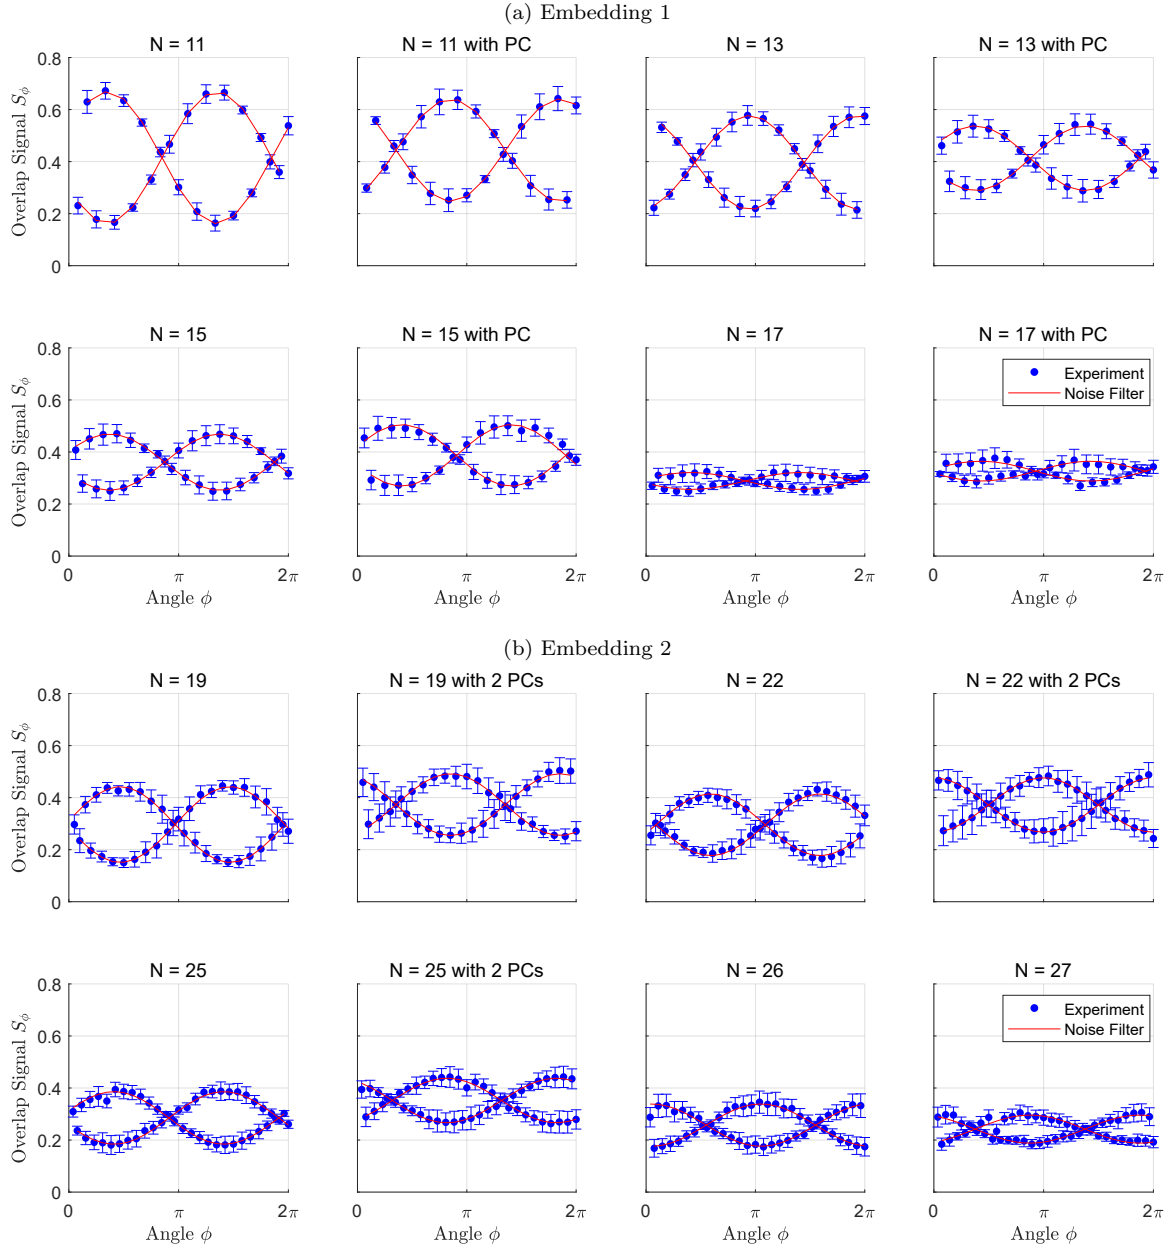 (a) Embedding 1
N = 11
N = 11 with PC
N = 13
N = 13 with PC
Overlap Signal S_ϕ
0.8
0.6
0.4
0.2
0
N = 15
N = 15 with PC
N = 17
N = 17 with PC
Overlap Signal S_ϕ
0.8
0.6
0.4
0.2
0
Experiment
Noise Filter
0 π 2π
0 π 2π
0 π 2π
0 π 2π
Angle ϕ
Angle ϕ
Angle ϕ
Angle ϕ
(b) Embedding 2
N = 19
N = 19 with 2 PCs
N = 22
N = 22 with 2 PCs
Overlap Signal S_ϕ
0.8
0.6
0.4
0.2
0
N = 25
N = 25 with 2 PCs
N = 26
N = 27
Overlap Signal S_ϕ
0.8
0.6
0.4
0.2
0
Experiment
Noise Filter
0 π 2π
0 π 2π
0 π 2π
0 π 2π
Angle ϕ
Angle ϕ
Angle ϕ
Angle ϕ